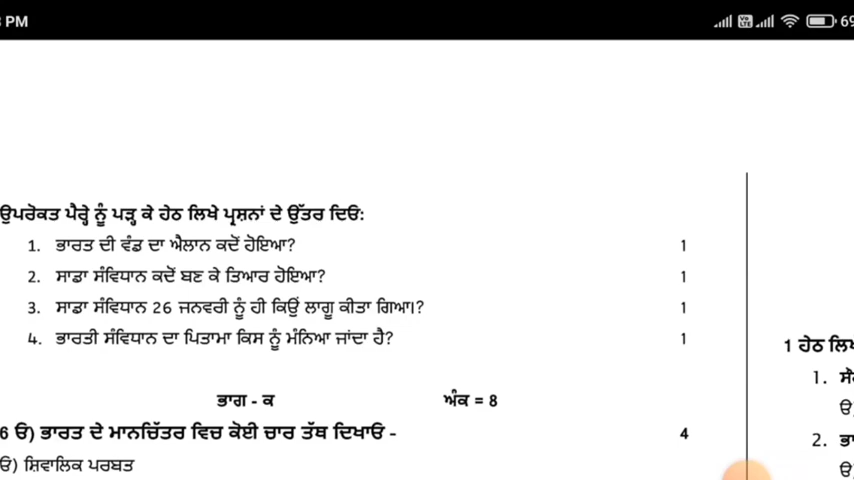 PM
69
ਉਪਰੋਕਤ ਪੈਰ੍ਹੇ ਨੂੰ ਪੜ੍ਹ ਕੇ ਹੇਠ ਲਿਖੇ ਪ੍ਰਸ਼ਨਾਂ ਦੇ ਉੱਤਰ ਦਿਓ:
1. ਭਾਰਤ ਦੀ ਵੰਡ ਦਾ ਐਲਾਨ ਕਦੋਂ ਹੋਇਆ? 1
2. ਸਾਡਾ ਸੰਵਿਧਾਨ ਕਦੋਂ ਬਣ ਕੇ ਤਿਆਰ ਹੋਇਆ? 1
3. ਸਾਡਾ ਸੰਵਿਧਾਨ 26 ਜਨਵਰੀ ਨੂੰ ਹੀ ਕਿਉਂ ਲਾਗੂ ਕੀਤਾ ਗਿਆ।? 1
4. ਭਾਰਤੀ ਸੰਵਿਧਾਨ ਦਾ ਪਿਤਾਮਾ ਕਿਸ ਨੂੰ ਮੰਨਿਆ ਜਾਂਦਾ ਹੈ? 1
ਭਾਗ - ਕ ਅੰਕ = 8
6 ਓ) ਭਾਰਤ ਦੇ ਮਾਨਚਿੱਤਰ ਵਿਚ ਕੋਈ ਚਾਰ ਤੱਥ ਦਿਖਾਓ - 4
ਓ) ਸ਼ਿਵਾਲਿਕ ਪਰਬਤ
1 ਹੇਠ
1.
2.